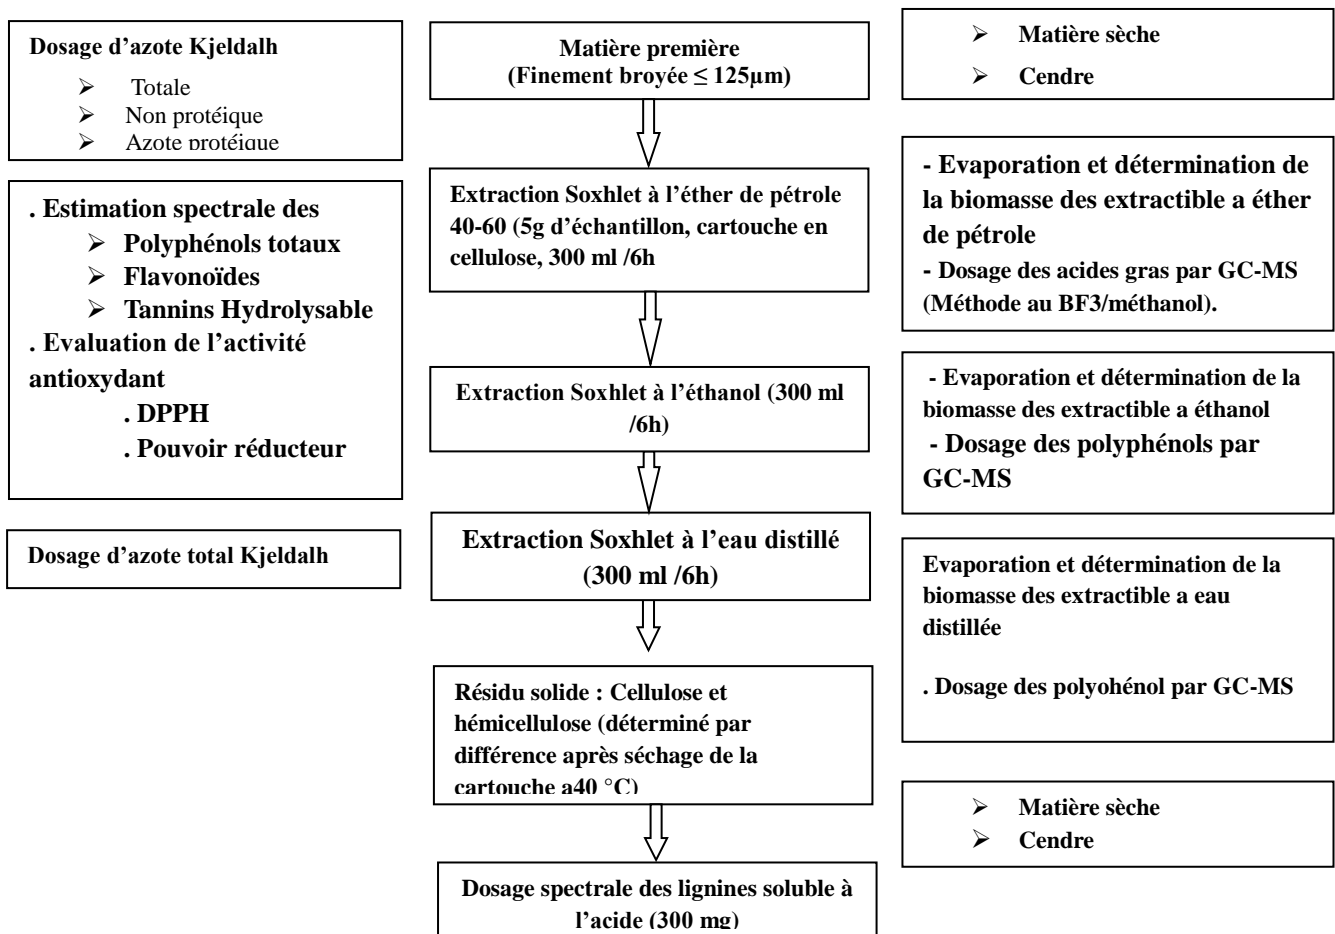 Dosage d'azote Kjeldalh
➢ Totale
➢ Non protéique
➢ Azote protéique
. Estimation spectrale des
➢ Polyphénols totaux
➢ Flavonoïdes
➢ Tannins Hydrolysable
. Evaluation de l'activité
antioxydant
. DPPH
. Pouvoir réducteur
Dosage d'azote total Kjeldalh
Matière première
(Finement broyée ≤ 125µm)
Extraction Soxhlet à l'éther de pétrole
40-60 (5g d'échantillon, cartouche en
cellulose, 300 ml /6h
Extraction Soxhlet à l'éthanol (300 ml
/6h)
Extraction Soxhlet à l'eau distillé
(300 ml /6h)
Résidu solide : Cellulose et
hémicellulose (déterminé par
différence après séchage de la
cartouche a40 °C)
Dosage spectrale des lignines soluble à
l'acide (300 mg)
➢ Matière sèche
➢ Cendre
- Evaporation et détermination de
la biomasse des extractible a éther
de pétrole
- Dosage des acides gras par GC-MS
(Méthode au BF3/méthanol).
- Evaporation et détermination de la
biomasse des extractible a éthanol
- Dosage des polyphénols par
GC-MS
Evaporation et détermination de la
biomasse des extractible a eau
distillée
. Dosage des polyohénol par GC-MS
➢ Matière sèche
➢ Cendre